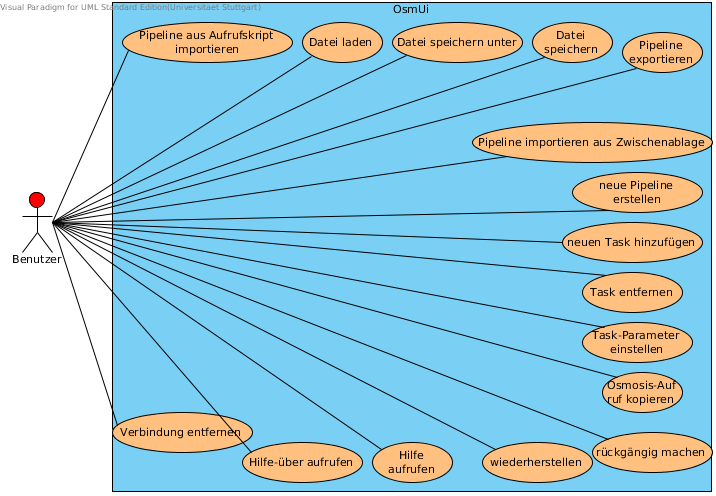 Visual Paradigm for UML Standard Edition(Universitaet Stuttgart)
OsmUi
Pipeline aus Aufrufskript
importieren
Datei laden
Datei speichern unter
Datei
speichern
Pipeline
exportieren
Pipeline importieren aus Zwischenablage
neue Pipeline
erstellen
neuen Task hinzufügen
Benutzer
Task entfernen
Task-Parameter
einstellen
Osmosis-Auf
ruf kopieren
Verbindung entfernen
Hilfe-über aufrufen
Hilfe
aufrufen
wiederherstellen
rückgängig machen